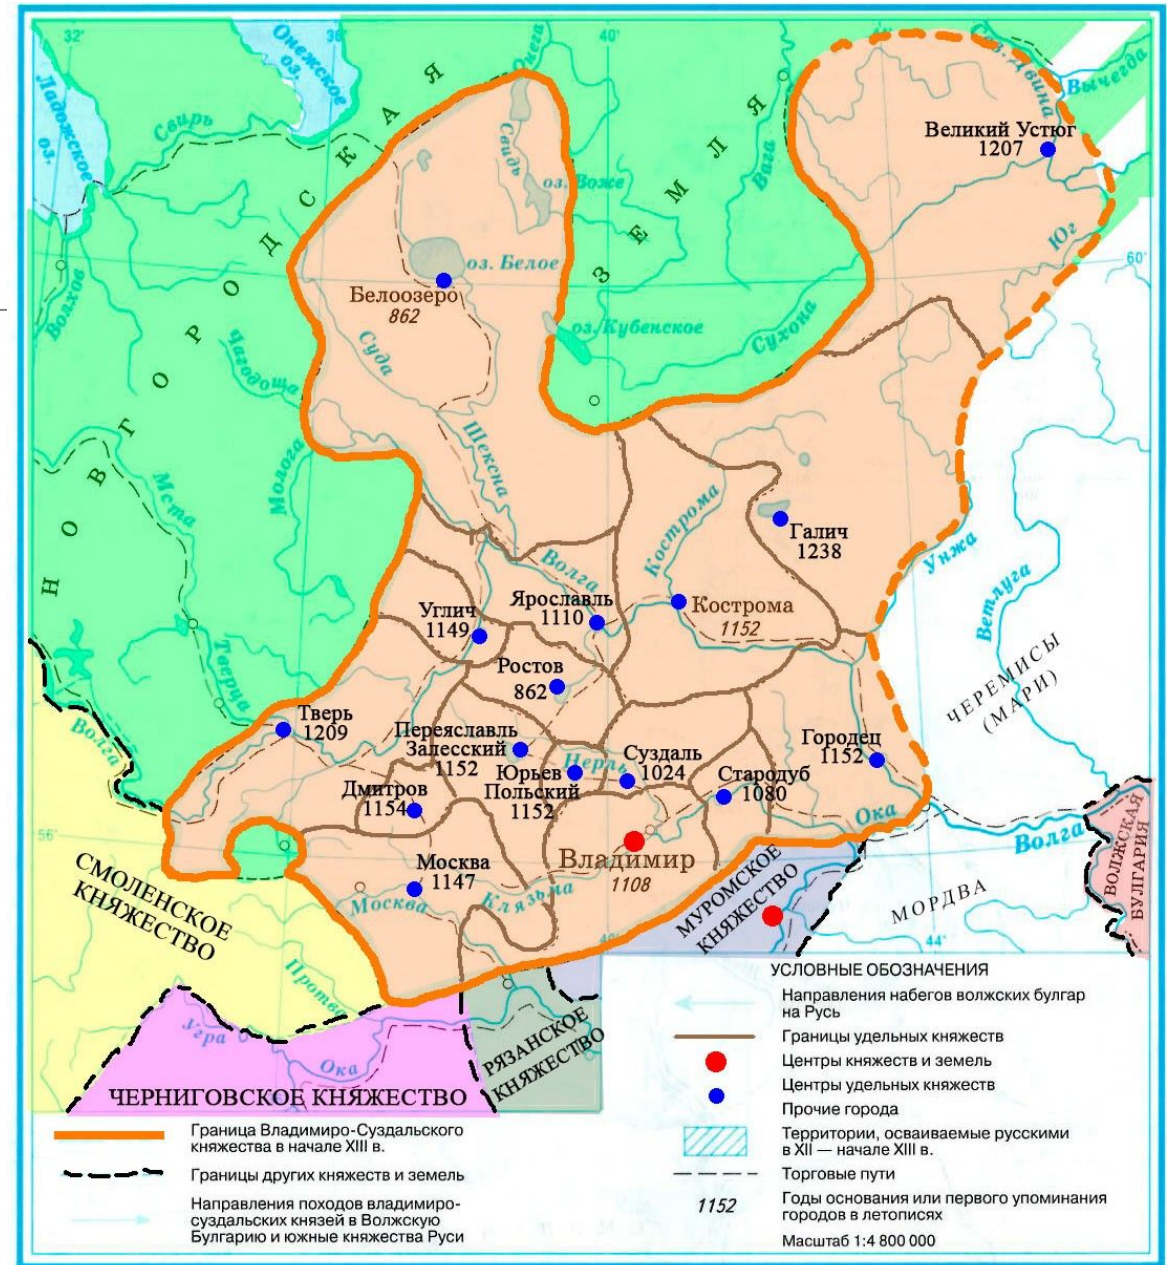 32°
36°
40°
Онежское
оз.
Онега
Сев. Двина
Вычегда
Ладожское
оз.
Свирь
Свидь
Вага
Великий Устюг
1207
оз. Воже
НОВГОРОДСКАЯ ЗЕМЛЯ
Юг
60°
оз. Белое
Белоозеро
862
Волхов
оз. Кубенское
Сухона
Суда
Чагодоща
Шексна
Молога
Мста
Кострома
Галич
1238
Унжа
Волга
Ветлуга
Углич
1149
Ярославль
1110
Кострома
1152
Тверца
Ростов
862
ЧЕРЕМИСЫ
(МАРИ)
Волга
Тверь
1209
Переяславль
Залесский
1152
Нерль
Юрьев
Польский
1152
Суздаль
1024
Городец
1152
Стародуб
1080
Дмитров
1154
Ока
56°
Волга
ВОЛЖСКАЯ
БУЛГАРИЯ
СМОЛЕНСКОЕ
КНЯЖЕСТВО
Москва
1147
Владимир
1108
Москва
Клязьма
МУРОМСКОЕ
КНЯЖЕСТВО
МОРДВА
44°
Протва
Угра
Ока
РЯЗАНСКОЕ
КНЯЖЕСТВО
ЧЕРНИГОВСКОЕ КНЯЖЕСТВО
УСЛОВНЫЕ ОБОЗНАЧЕНИЯ
Направления набегов волжских булгар
на Русь
Границы удельных княжеств
Центры княжеств и земель
Центры удельных княжеств
Прочие города
Территории, осваиваемые русскими
в XII — начале XIII в.
Торговые пути
1152
Годы основания или первого упоминания
городов в летописях
Масштаб 1:4 800 000
Граница Владимиро-Суздальского
княжества в начале XIII в.
Границы других княжеств и земель
Направления походов владимиро-
суздальских князей в Волжскую
Булгарию и южные княжества Руси